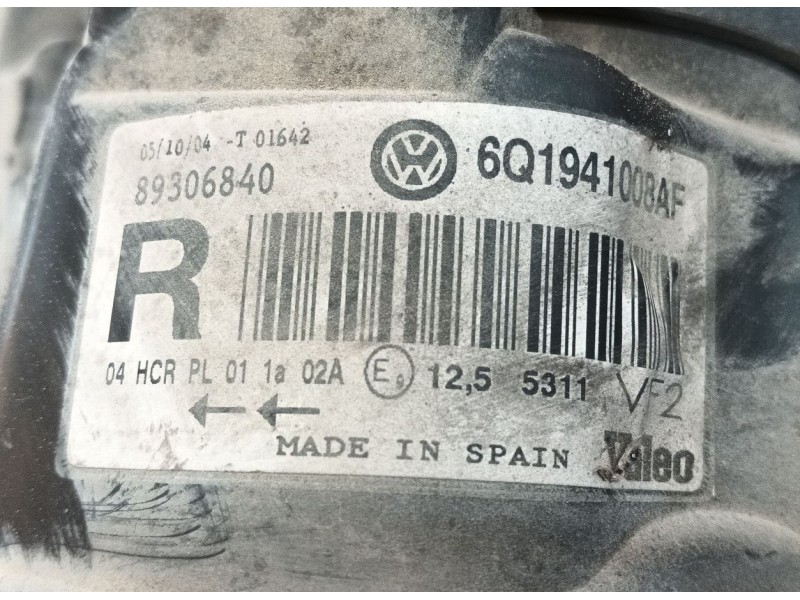 05/10/04 -T 01642
89306840
6Q1941008AF
R
04 HCR PL 01 1a 02A E9 12,5 5311 VF2
MADE IN SPAIN
Valeo